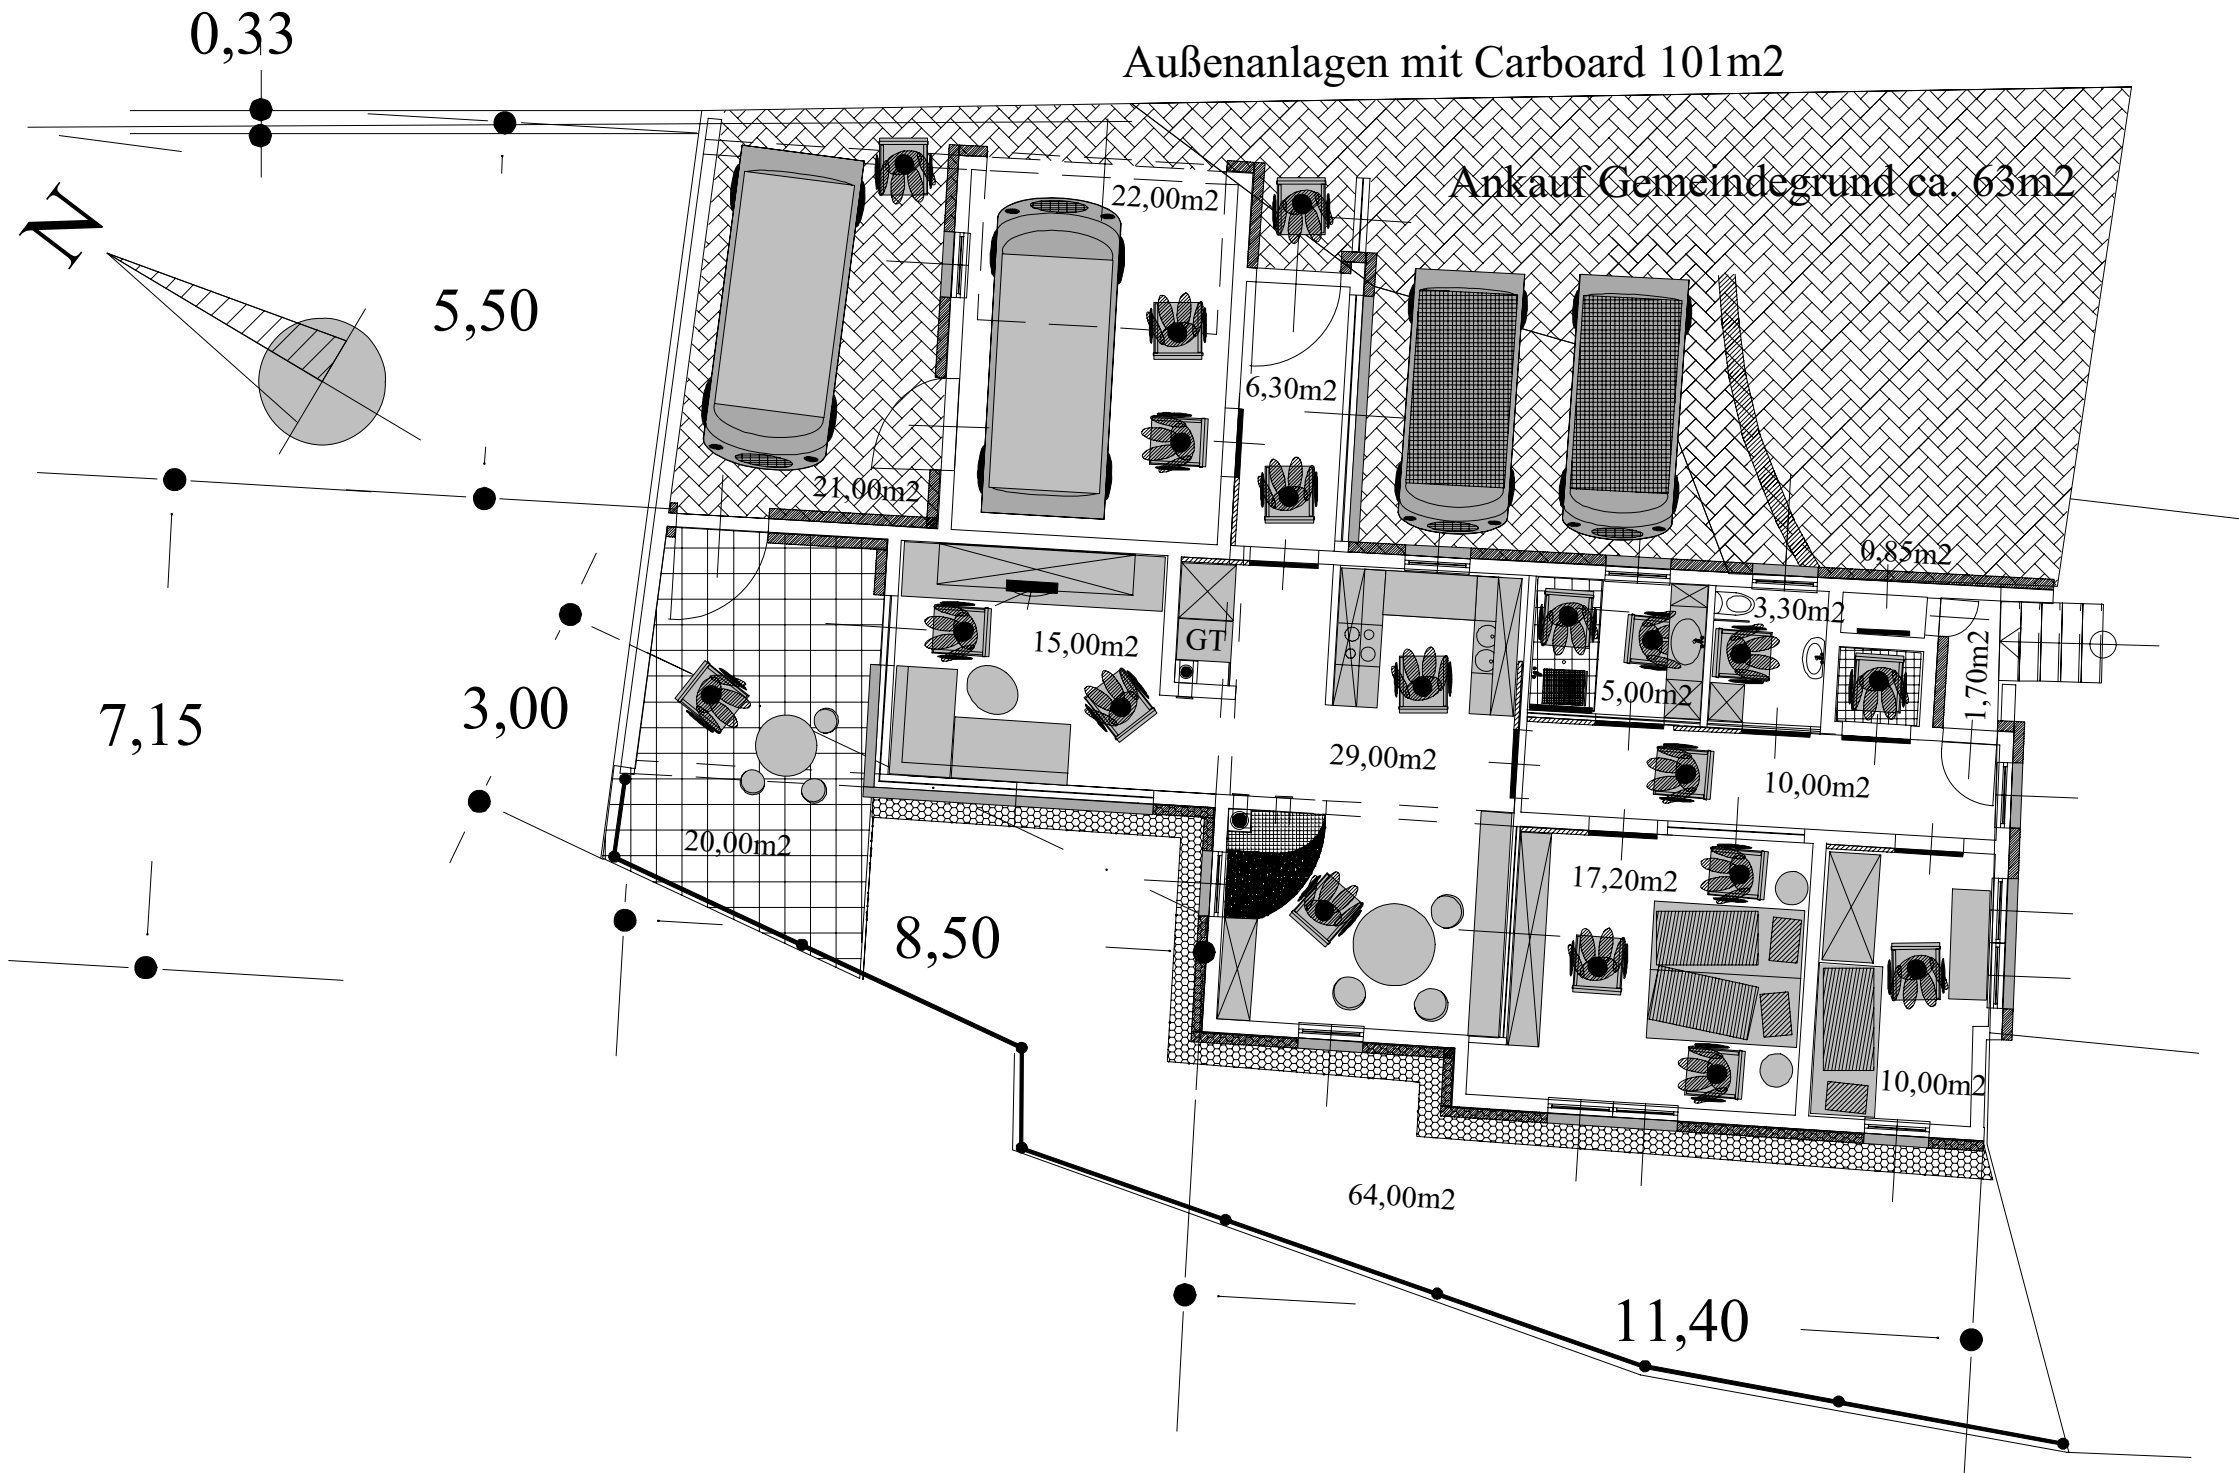 0,33
Außenanlagen mit Carboard 101m2
Ankauf Gemeindegrund ca. 63m2
22,00m2
N
5,50
6,30m2
21,00m2
0,85m2
3,30m2
15,00m2
GT
1,70m2
5,00m2
3,00
7,15
29,00m2
10,00m2
20,00m2
17,20m2
8,50
10,00m2
64,00m2
11,40